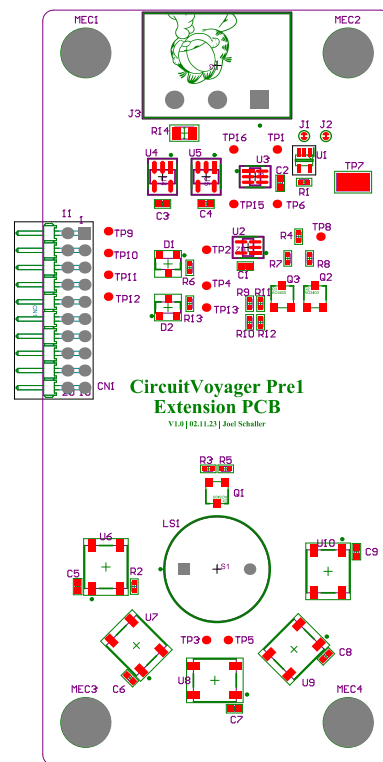 MEC1 MEC2
J3
R14 TP16 TP1 J1 J2
U4 U5 U3 U1
C2 TP7
R1
C3 C4 TP15 TP6
I1 1
TP9 U2 R4 TP8
TP10 D1 TP2
TP11 R6 C1 R7 R8
TP12 TP4 Q3 Q2
R9 R11
D2 R13 TP13
R10 R12
CN1
CircuitVoyager Pre1
Extension PCB
V1.0 | 02.11.23 | Joel Schaller
R3 R5
Q1
LS1
U6 U10 C9
LS1
C5 R2
U7
TP3 TP5
C6 U8 U9 C8
MEC3 MEC4
C7